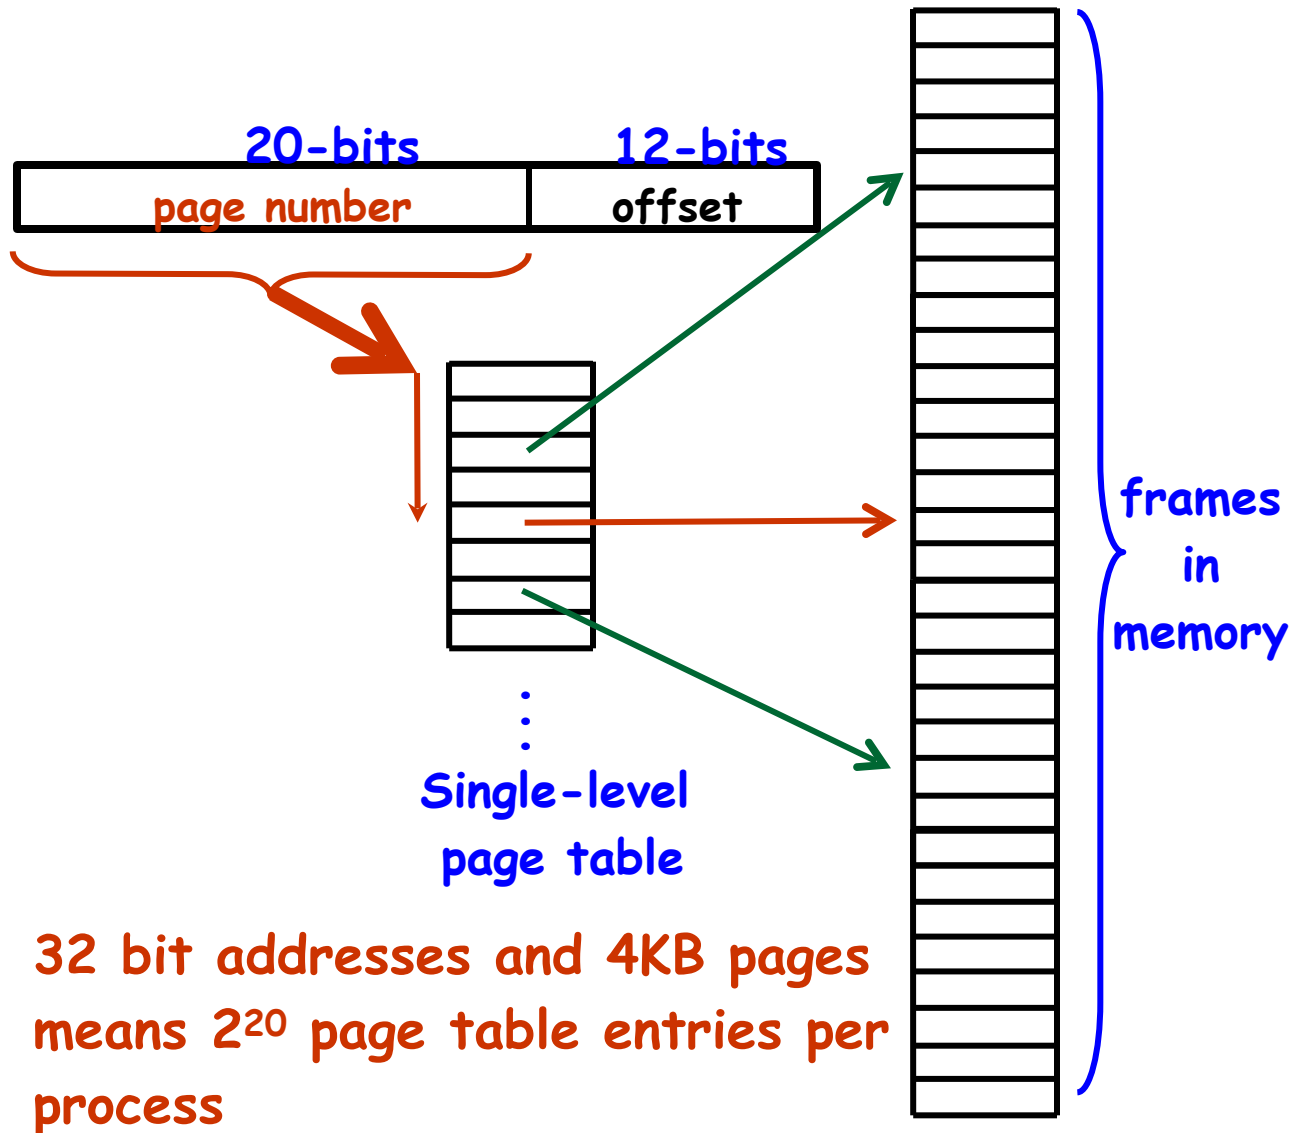 20-bits 12-bits
page number offset
frames
in
memory
Single-level
page table
32 bit addresses and 4KB pages
means 2²⁰ page table entries per
process